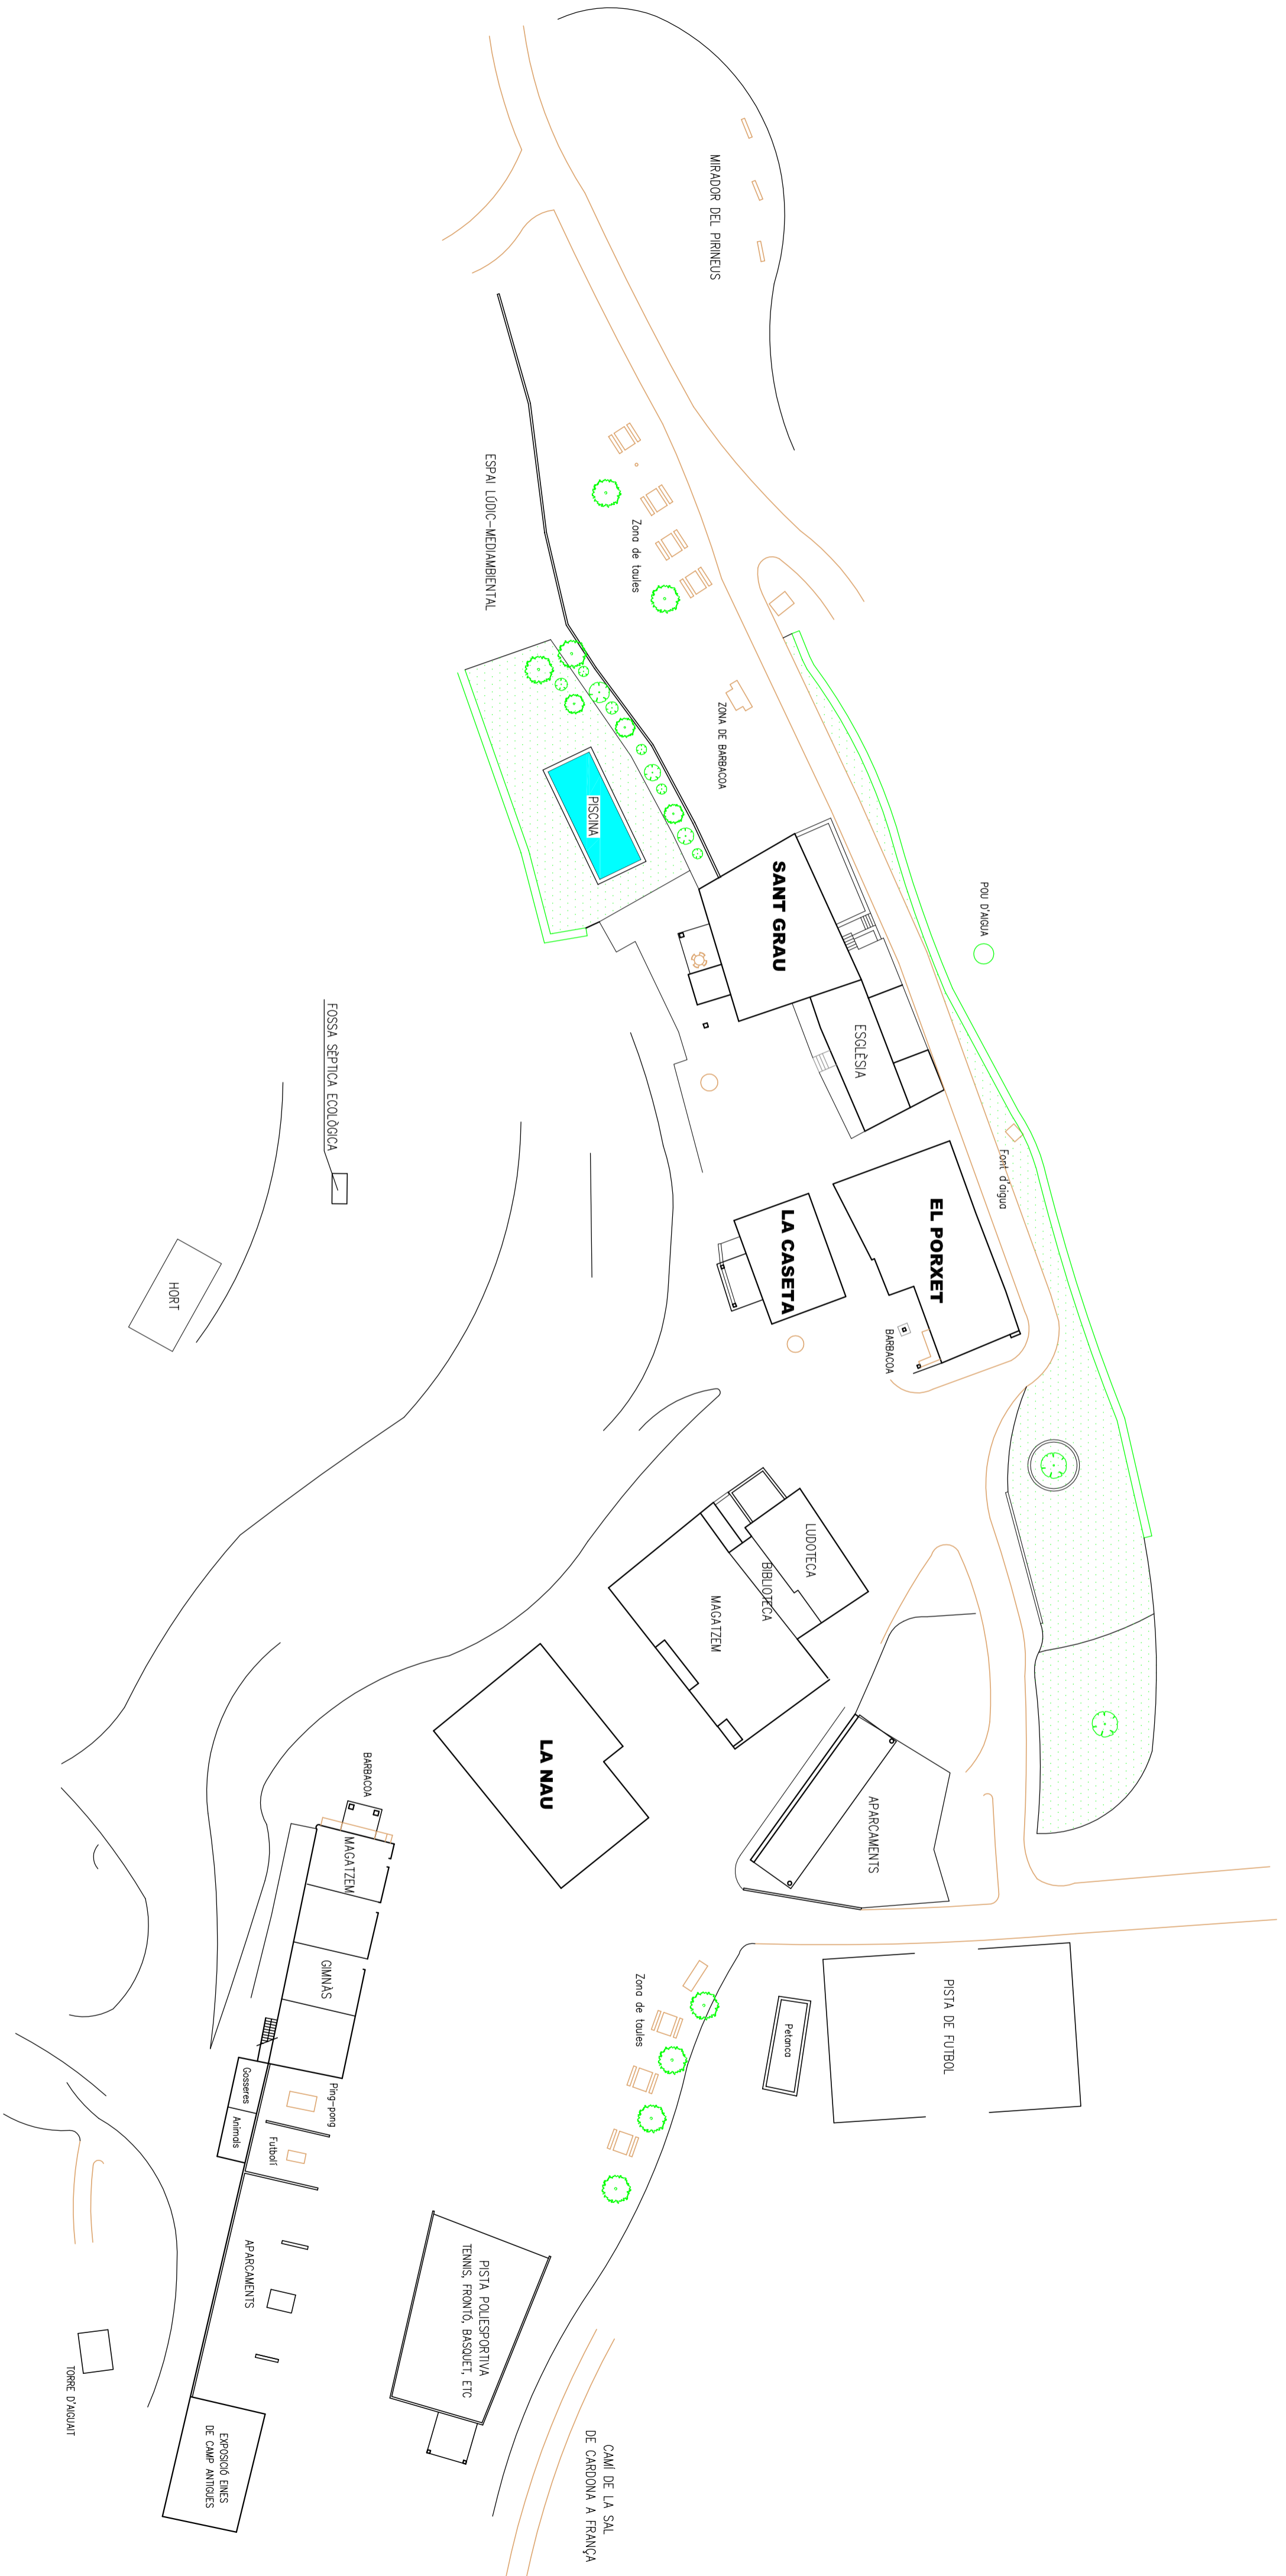 MIRADOR DEL PIRINEUS
ESPAI LÚDIC-MEDIAMBIENTAL
Zona de taules
ZONA DE BARBACOA
PISCINA
SANT GRAU
POU D'AIGUA
ESGLÈSIA
FOSSA SÈPTICA ECOLÒGICA
Font d'aigua
EL PORXET
LA CASETA
HORT
BARBACOA
LUDOTECA
BIBLIOTECA
MAGATZEM
LA NAU
APARCAMENTS
BARBACOA
MAGATZEM
GIMNÀS
Zona de taules
PISTA DE FUTBOL
Petanca
Ping-pong
Gosseres
Animals
Futbolí
APARCAMENTS
PISTA POLIESPORTIVA
TENNIS, FRONTÓ, BASQUET, ETC
TORRE D'AIGUAIT
EXPOSICIÓ EINES
DE CAMP ANTIGUES
CAMÍ DE LA SAL
DE CARDONA A FRANÇA